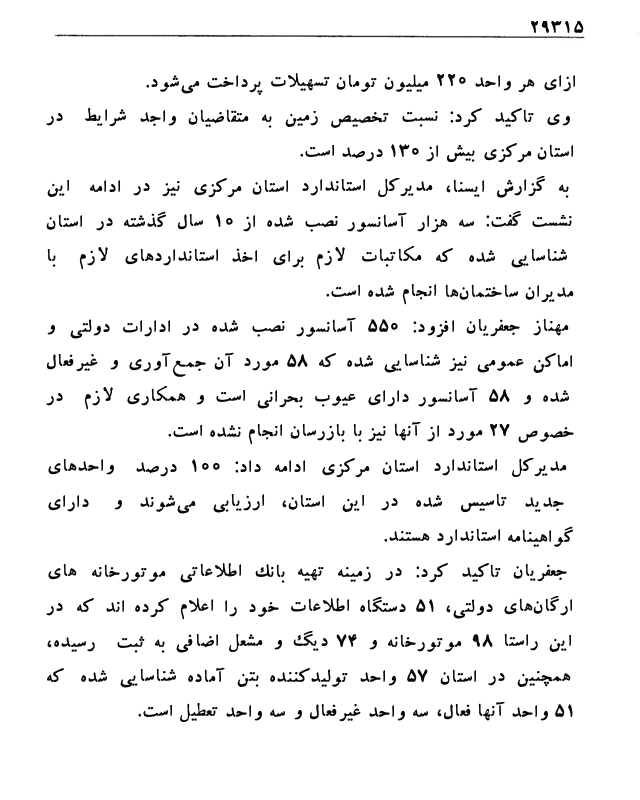 ۲۹۳۱۵
ازای هر واحد ۲۲۰ میلیون تومان تسهیلات پرداخت می‌شود.
وی تاکید کرد: نسبت تخصیص زمین به متقاضیان واجد شرایط در
استان مرکزی بیش از ۱۳۰ درصد است.
به گزارش ایسنا، مدیرکل استاندارد استان مرکزی نیز در ادامه این
نشست گفت: سه هزار آسانسور نصب شده از ۱۰ سال گذشته در استان
شناسایی شده که مکاتبات لازم برای اخذ استانداردهای لازم با
مدیران ساختمان‌ها انجام شده است.
مهناز جعفریان افزود: ۵۵۰ آسانسور نصب شده در ادارات دولتی و
اماکن عمومی نیز شناسایی شده که ۵۸ مورد آن جمع‌آوری و غیرفعال
شده و ۵۸ آسانسور دارای عیوب بحرانی است و همکاری لازم در
خصوص ۲۷ مورد از آنها نیز با بازرسان انجام نشده است.
مدیرکل استاندارد استان مرکزی ادامه داد: ۱۰۰ درصد واحدهای
جدید تاسیس شده در این استان، ارزیابی می‌شوند و دارای
گواهینامه استاندارد هستند.
جعفریان تاکید کرد: در زمینه تهیه بانك اطلاعاتی موتورخانه های
ارگان‌های دولتی، ۵۱ دستگاه اطلاعات خود را اعلام کرده اند که در
این راستا ۹۸ موتورخانه و ۷۴ دیگ و مشعل اضافی به ثبت رسیده،
همچنین در استان ۵۷ واحد تولیدکننده بتن آماده شناسایی شده که
۵۱ واحد آنها فعال، سه واحد غیرفعال و سه واحد تعطیل است.